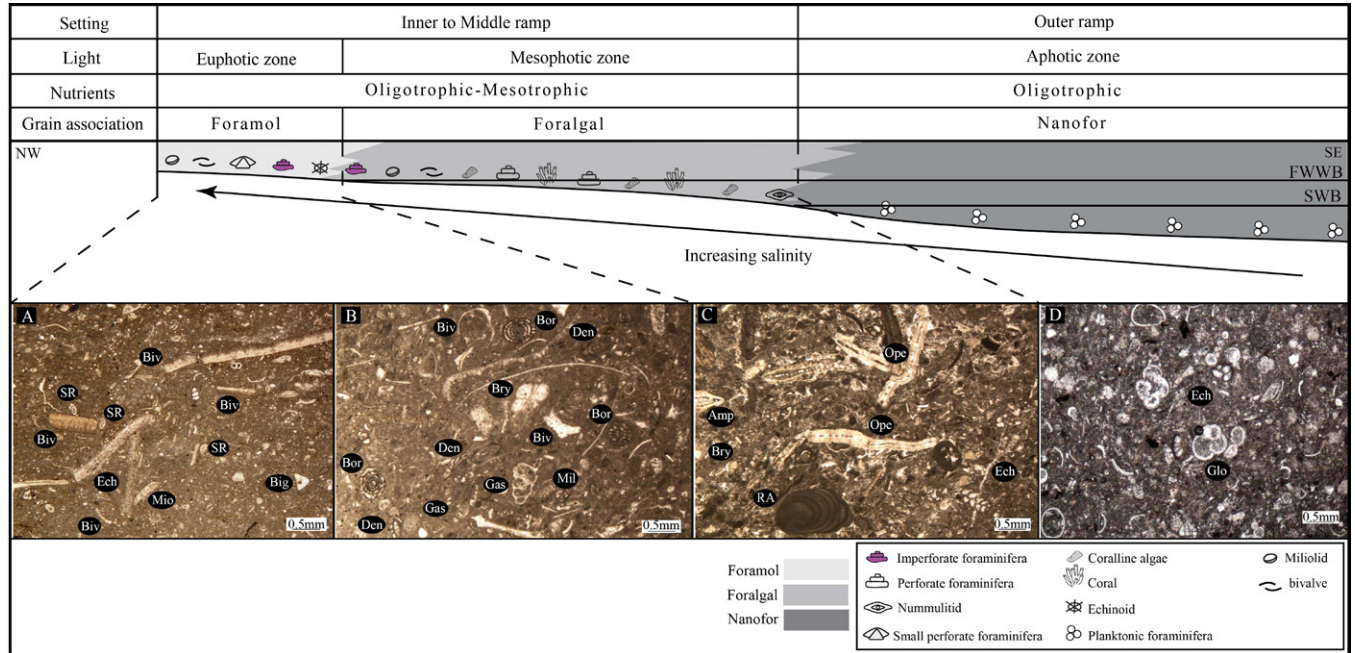 Setting Inner to Middle ramp Outer ramp
Light Euphotic zone Mesophotic zone Aphotic zone
Nutrients Oligotrophic-Mesotrophic Oligotrophic
Grain association Foramol Foralgal Nanofor
NW SE
FWWB
SWB
Increasing salinity
A
Biv
SR
SR
Biv
Biv
SR
Ech
Mio
Big
Biv
0.5mm
B
Biv
Bor
Den
Bry
Bor
Biv
Den
Bor
Gas
Mil
Gas
Den
0.5mm
C
Ope
Amp
Ope
Bry
Ech
RA
0.5mm
D
Ech
Glo
0.5mm
Foramol
Foralgal
Nanofor
Imperforate foraminifera
Perforate foraminifera
Nummulitid
Small perforate foraminifera
Coralline algae
Coral
Echinoid
Planktonic foraminifera
Miliolid
bivalve